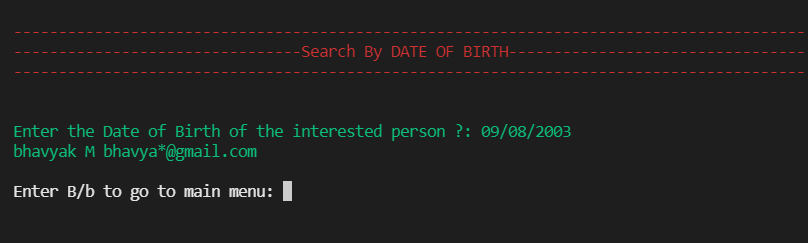 --------------------------------------------------------------------------------------
--------------------------------Search By DATE OF BIRTH---------------------------------
--------------------------------------------------------------------------------------
Enter the Date of Birth of the interested person ?: 09/08/2003
bhavyak M bhavya*@gmail.com
Enter B/b to go to main menu: